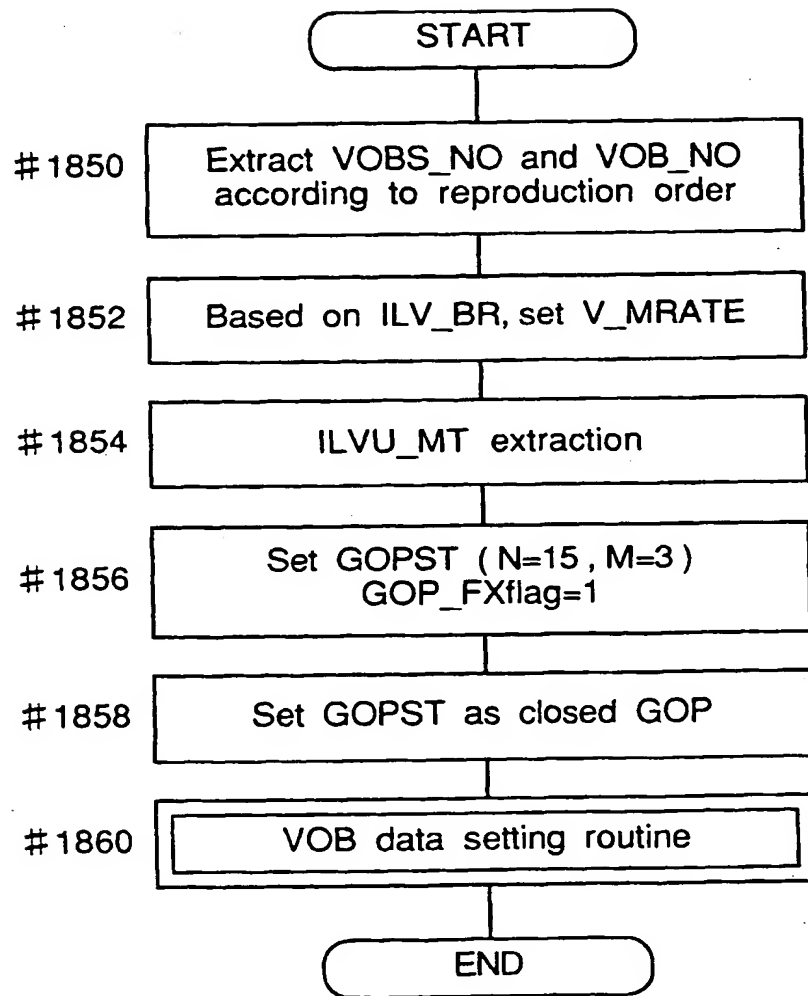 START
#1850 Extract VOBS_NO and VOB_NO
according to reproduction order
#1852 Based on ILV_BR, set V_MRATE
#1854 ILVU_MT extraction
#1856 Set GOPST (N=15, M=3)
GOP_FXflag=1
#1858 Set GOPST as closed GOP
#1860 VOB data setting routine
END